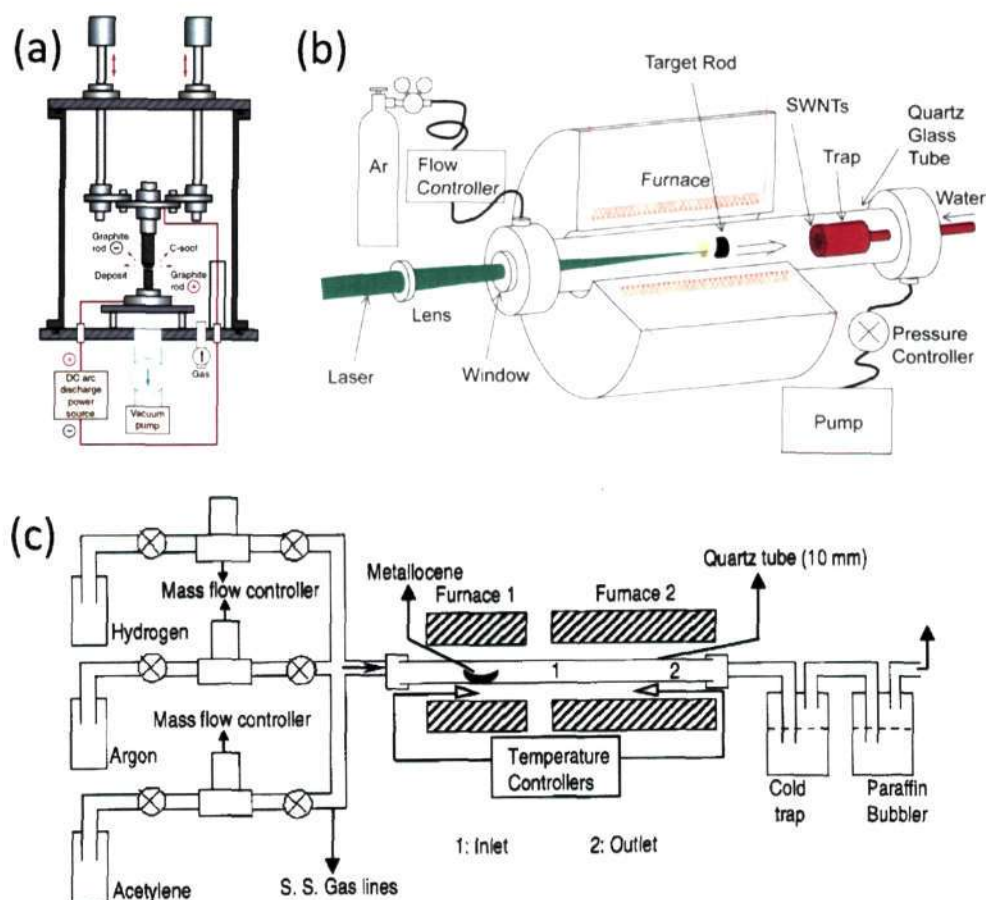 (a)
Graphite
rod ⊖
C-soot
Deposit
Graphite
rod ⊕
⊕
DC arc
discharge
power
source
⊖
Vacuum
pump
Gas
(b)
Target Rod
SWNTs
Quartz
Glass
Tube
Trap
Water
Ar
Flow
Controller
Furnace
Lens
Laser
Window
Pressure
Controller
Pump
(c)
Mass flow controller
Hydrogen
Argon
Mass flow controller
Acetylene
S. S. Gas lines
Metallocene
Furnace 1
Furnace 2
Quartz tube (10 mm)
1
2
Temperature
Controllers
1: Inlet
2: Outlet
Cold
trap
Paraffin
Bubbler